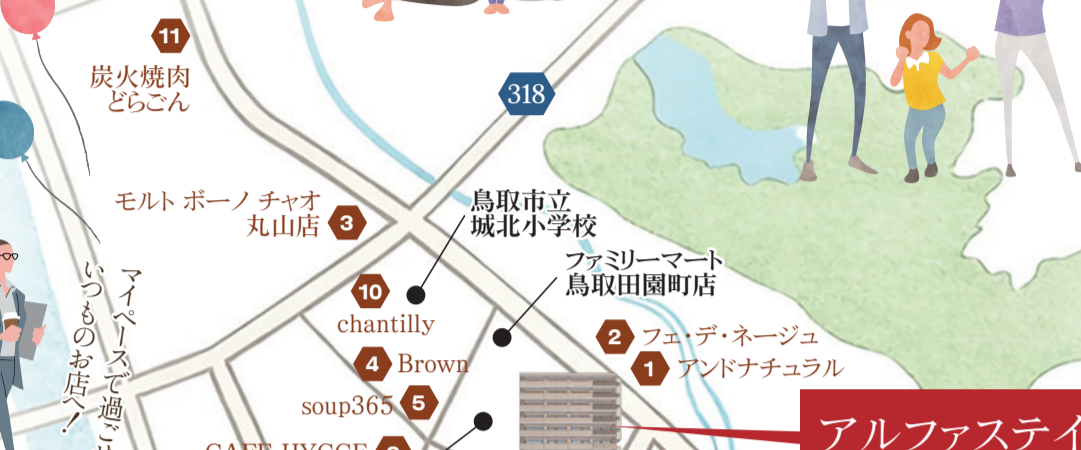 11
炭火焼肉
どらごん
318
モルト ボーノ チャオ
丸山店
3
鳥取市立
城北小学校
ファミリーマート
鳥取田園町店
10
chantilly
2 フェ・デ・ネージュ
1 アンドナチュラル
4 Brown
soup365 5
マイペースで過ご
いつものお店へ!
CAFE HYGGE
アルファステイ